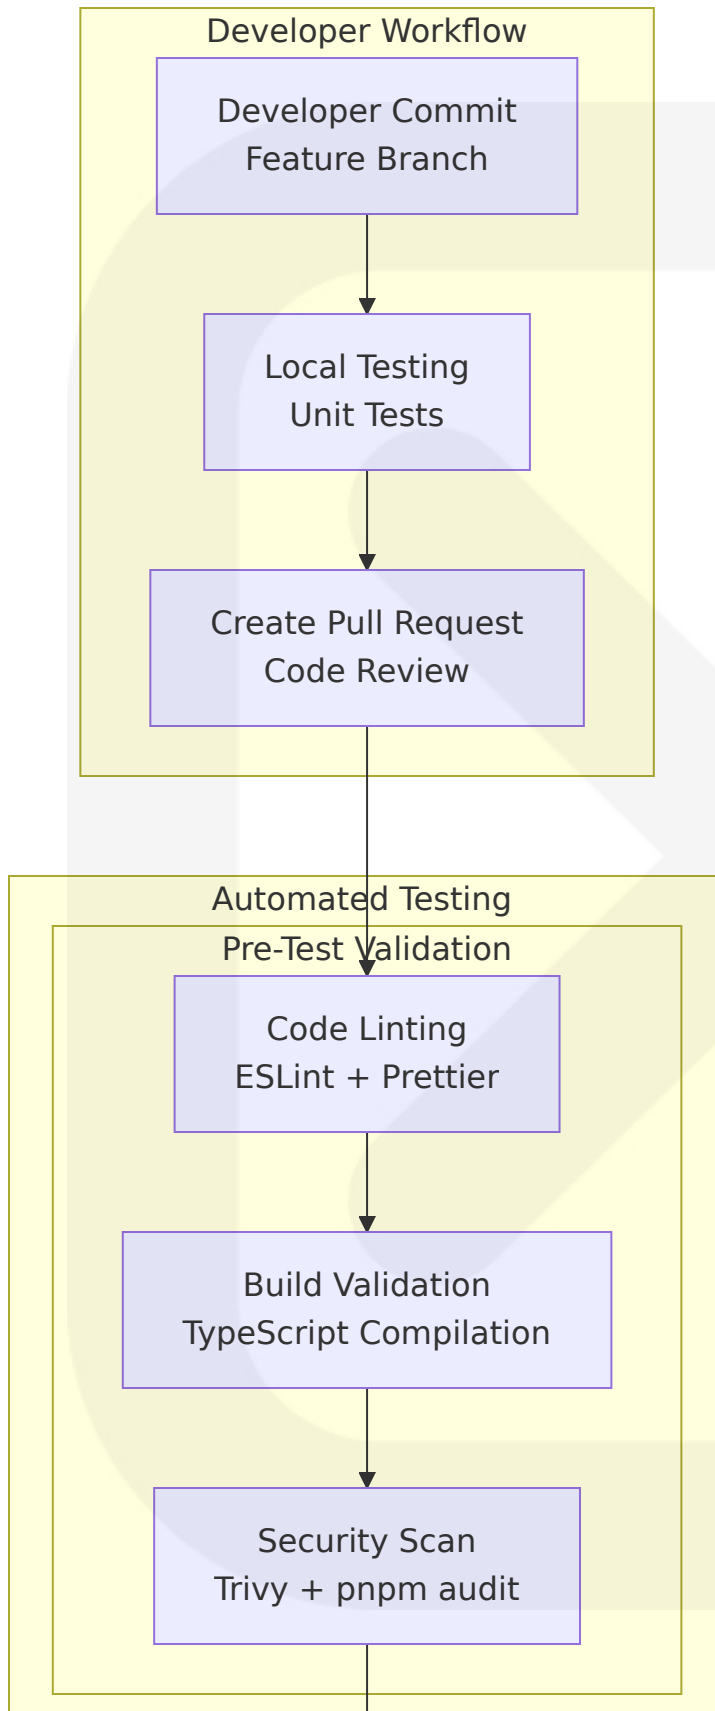 Developer Workflow
Developer Commit
Feature Branch
Local Testing
Unit Tests
Create Pull Request
Code Review
Automated Testing
Pre-Test Validation
Code Linting
ESLint + Prettier
Build Validation
TypeScript Compilation
Security Scan
Trivy + pnpm audit